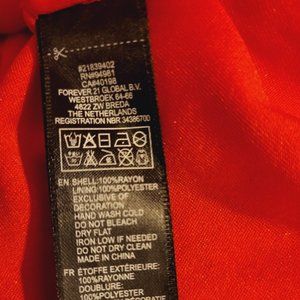 #21839402
RN#94981
CA#40198
FOREVER 21 GLOBAL B.V.
WESTBROEK 64-66
4822 ZW BREDA
THE NETHERLANDS
REGISTRATION NBR 34386700
EN SHELL:100%RAYON
LINING:100%POLYESTER
EXCLUSIVE OF
DECORATION
HAND WASH COLD
DO NOT BLEACH
DRY FLAT
IRON LOW IF NEEDED
DO NOT DRY CLEAN
MADE IN CHINA
FR ÉTOFFE EXTÉRIEURE:
100%RAYONNE
DOUBLURE:
100% POLYESTER